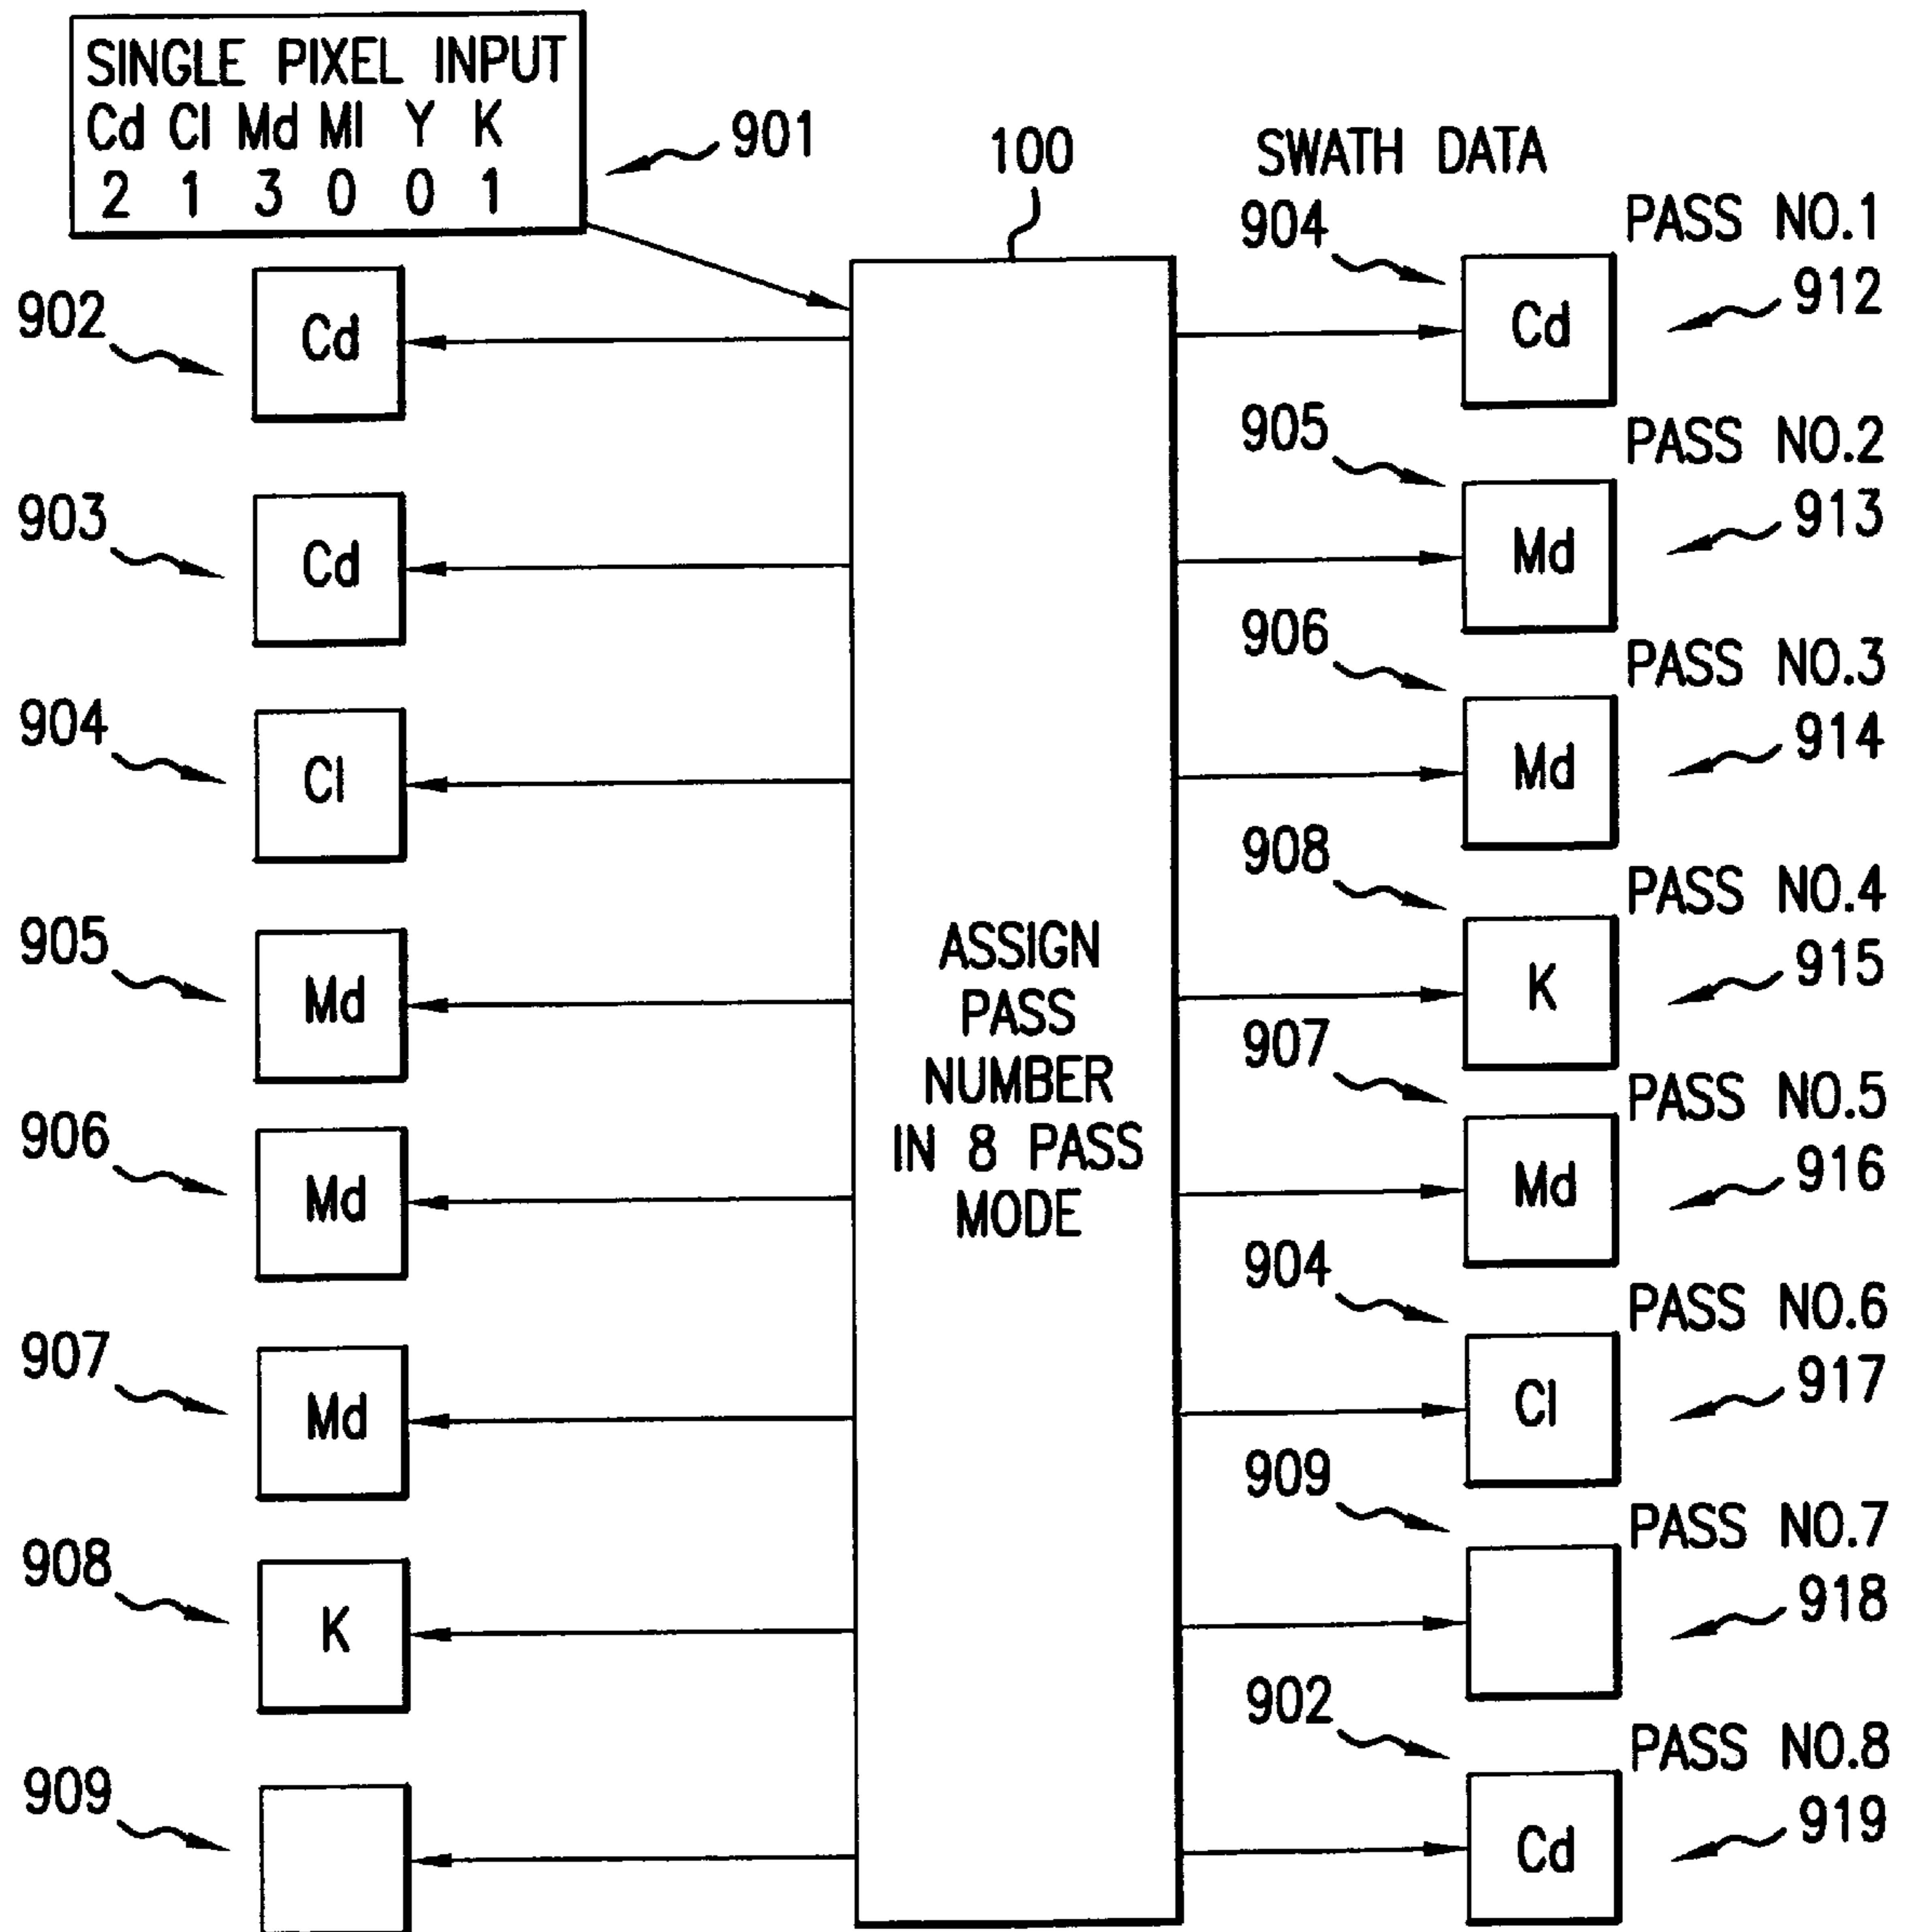 SINGLE PIXEL INPUT
Cd Cl Md Ml Y K
2 1 3 0 0 1
901
100
SWATH DATA
902
Cd
903
Cd
904
Cl
905
Md
906
Md
907
Md
908
K
909
ASSIGN
PASS
NUMBER
IN 8 PASS
MODE
904
PASS NO.1
Cd
912
905
PASS NO.2
Md
913
906
PASS NO.3
Md
914
908
PASS NO.4
K
915
907
PASS NO.5
Md
916
904
PASS NO.6
Cl
917
909
PASS NO.7
918
902
PASS NO.8
Cd
919